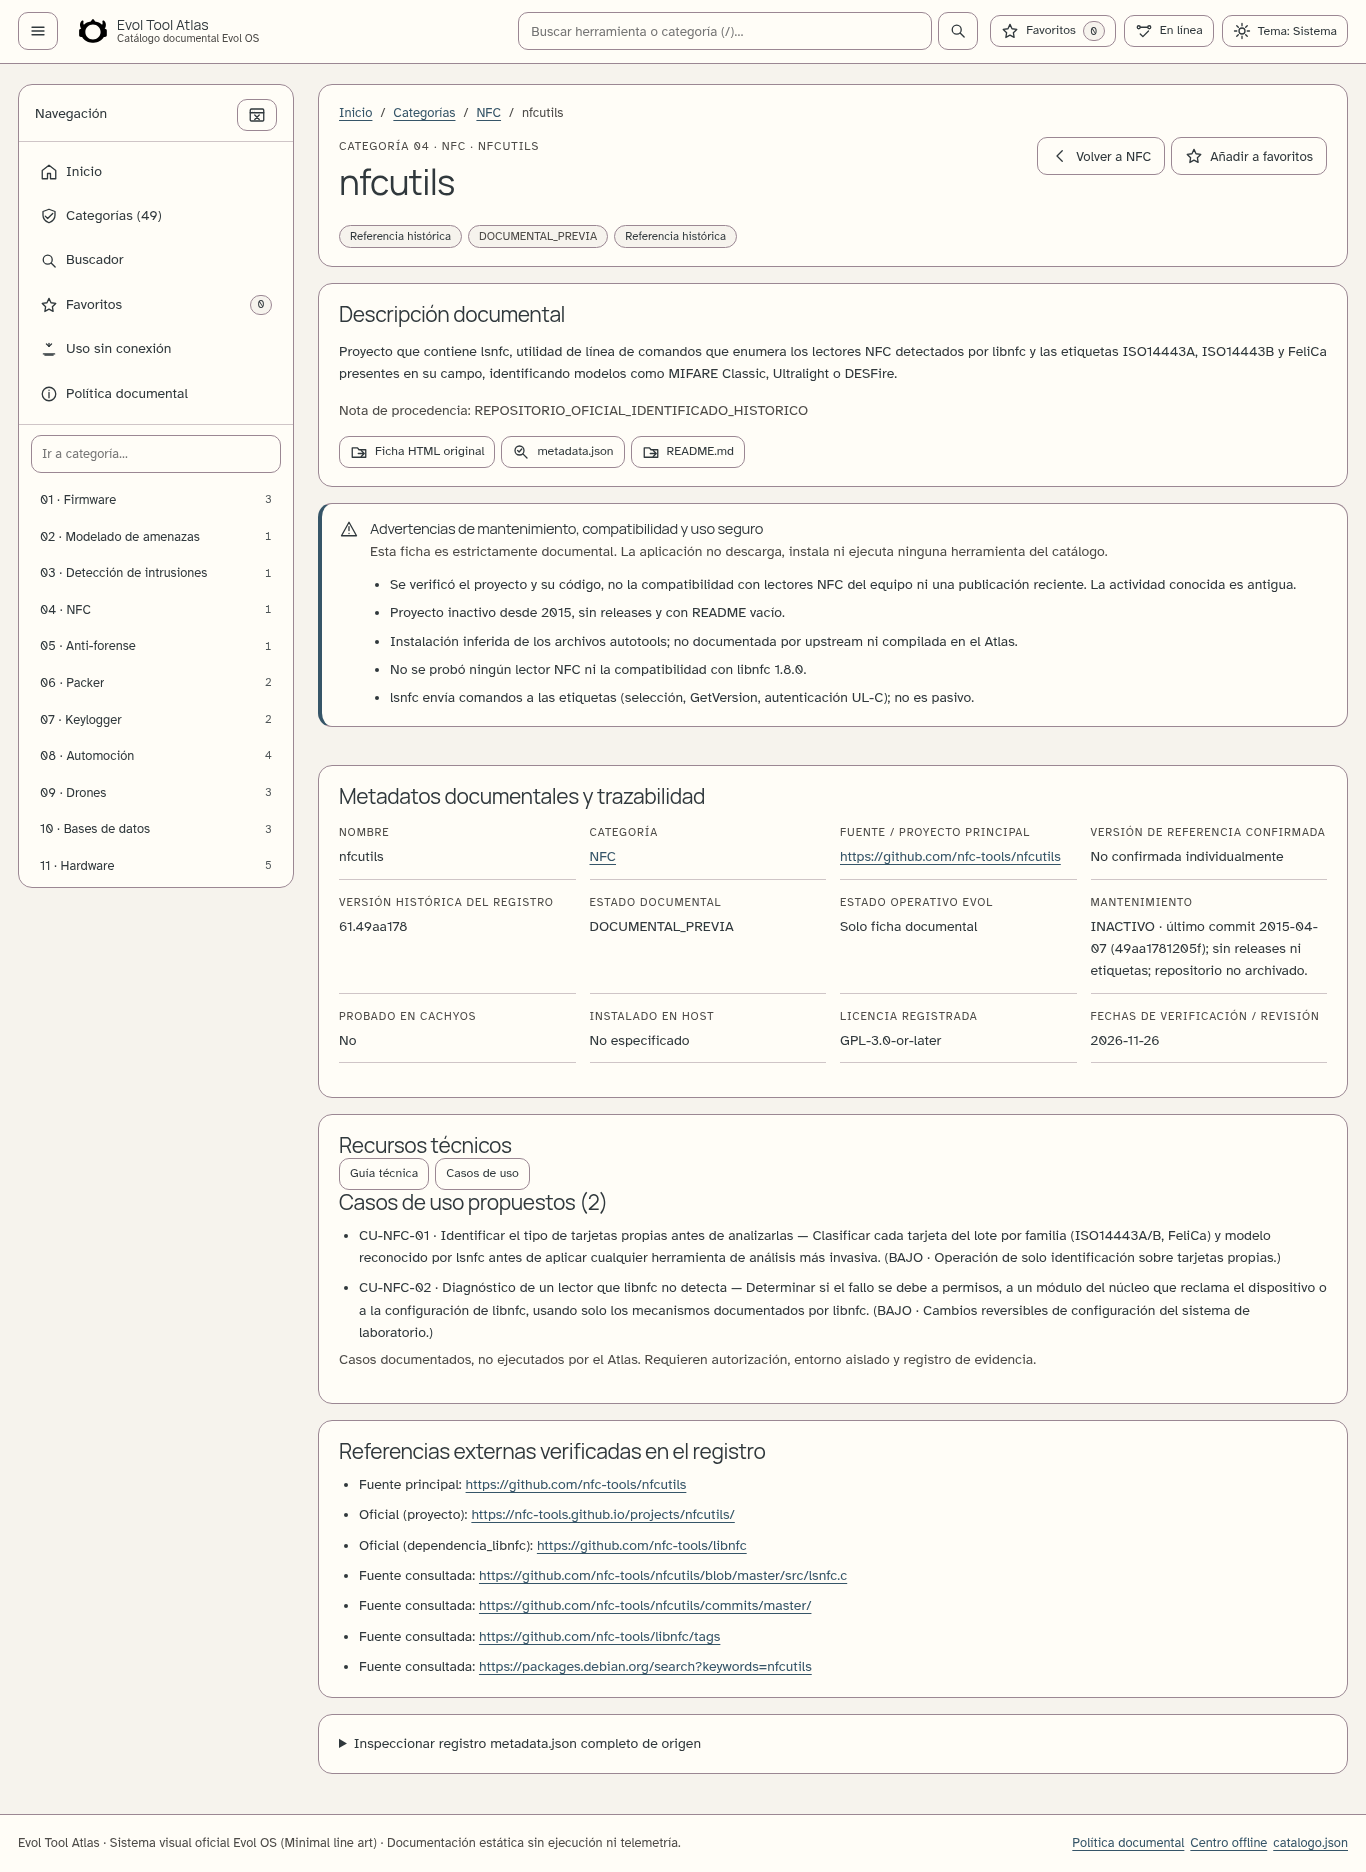 Evol Tool Atlas
Catálogo documental Evol OS
Buscar herramienta o categoría (/)...
Favoritos 0
En línea
Tema: Sistema
Navegación
Inicio
Categorías (49)
Buscador
Favoritos 0
Uso sin conexión
Política documental
Ir a categoría...
01 · Firmware 3
02 · Modelado de amenazas 1
03 · Detección de intrusiones 1
04 · NFC 1
05 · Anti-forense 1
06 · Packer 2
07 · Keylogger 2
08 · Automoción 4
09 · Drones 3
10 · Bases de datos 3
11 · Hardware 5
Inicio / Categorías / NFC / nfcutils
CATEGORÍA 04 · NFC · NFCUTILS
nfcutils
Volver a NFC
Añadir a favoritos
Referencia histórica
DOCUMENTAL_PREVIA
Referencia histórica
Descripción documental
Proyecto que contiene lsnfc, utilidad de línea de comandos que enumera los lectores NFC detectados por libnfc y las etiquetas ISO14443A, ISO14443B y FeliCa
presentes en su campo, identificando modelos como MIFARE Classic, Ultralight o DESFire.
Nota de procedencia: REPOSITORIO_OFICIAL_IDENTIFICADO_HISTORICO
Ficha HTML original
metadata.json
README.md
Advertencias de mantenimiento, compatibilidad y uso seguro
Esta ficha es estrictamente documental. La aplicación no descarga, instala ni ejecuta ninguna herramienta del catálogo.
• Se verificó el proyecto y su código, no la compatibilidad con lectores NFC del equipo ni una publicación reciente. La actividad conocida es antigua.
• Proyecto inactivo desde 2015, sin releases y con README vacío.
• Instalación inferida de los archivos autotools; no documentada por upstream ni compilada en el Atlas.
• No se probó ningún lector NFC ni la compatibilidad con libnfc 1.8.0.
• lsnfc envía comandos a las etiquetas (selección, GetVersion, autenticación UL-C); no es pasivo.
Metadatos documentales y trazabilidad
NOMBRE
nfcutils
CATEGORÍA
NFC
FUENTE / PROYECTO PRINCIPAL
https://github.com/nfc-tools/nfcutils
VERSIÓN DE REFERENCIA CONFIRMADA
No confirmada individualmente
VERSIÓN HISTÓRICA DEL REGISTRO
61.49aa178
ESTADO DOCUMENTAL
DOCUMENTAL_PREVIA
ESTADO OPERATIVO EVOL
Solo ficha documental
MANTENIMIENTO
INACTIVO · último commit 2015-04-
07 (49aa1781205f); sin releases ni
etiquetas; repositorio no archivado.
PROBADO EN CACHYOS
No
INSTALADO EN HOST
No especificado
LICENCIA REGISTRADA
GPL-3.0-or-later
FECHAS DE VERIFICACIÓN / REVISIÓN
2026-11-26
Recursos técnicos
Guía técnica
Casos de uso
Casos de uso propuestos (2)
• CU-NFC-01 · Identificar el tipo de tarjetas propias antes de analizarlas — Clasificar cada tarjeta del lote por familia (ISO14443A/B, FeliCa) y modelo
reconocido por lsnfc antes de aplicar cualquier herramienta de análisis más invasiva. (BAJO · Operación de solo identificación sobre tarjetas propias.)
• CU-NFC-02 · Diagnóstico de un lector que libnfc no detecta — Determinar si el fallo se debe a permisos, a un módulo del núcleo que reclama el dispositivo o
a la configuración de libnfc, usando solo los mecanismos documentados por libnfc. (BAJO · Cambios reversibles de configuración del sistema de
laboratorio.)
Casos documentados, no ejecutados por el Atlas. Requieren autorización, entorno aislado y registro de evidencia.
Referencias externas verificadas en el registro
• Fuente principal: https://github.com/nfc-tools/nfcutils
• Oficial (proyecto): https://nfc-tools.github.io/projects/nfcutils/
• Oficial (dependencia_libnfc): https://github.com/nfc-tools/libnfc
• Fuente consultada: https://github.com/nfc-tools/nfcutils/blob/master/src/lsnfc.c
• Fuente consultada: https://github.com/nfc-tools/nfcutils/commits/master/
• Fuente consultada: https://github.com/nfc-tools/libnfc/tags
• Fuente consultada: https://packages.debian.org/search?keywords=nfcutils
▶ Inspeccionar registro metadata.json completo de origen
Evol Tool Atlas · Sistema visual oficial Evol OS (Minimal line art) · Documentación estática sin ejecución ni telemetría.
Política documental Centro offline catalogo.json